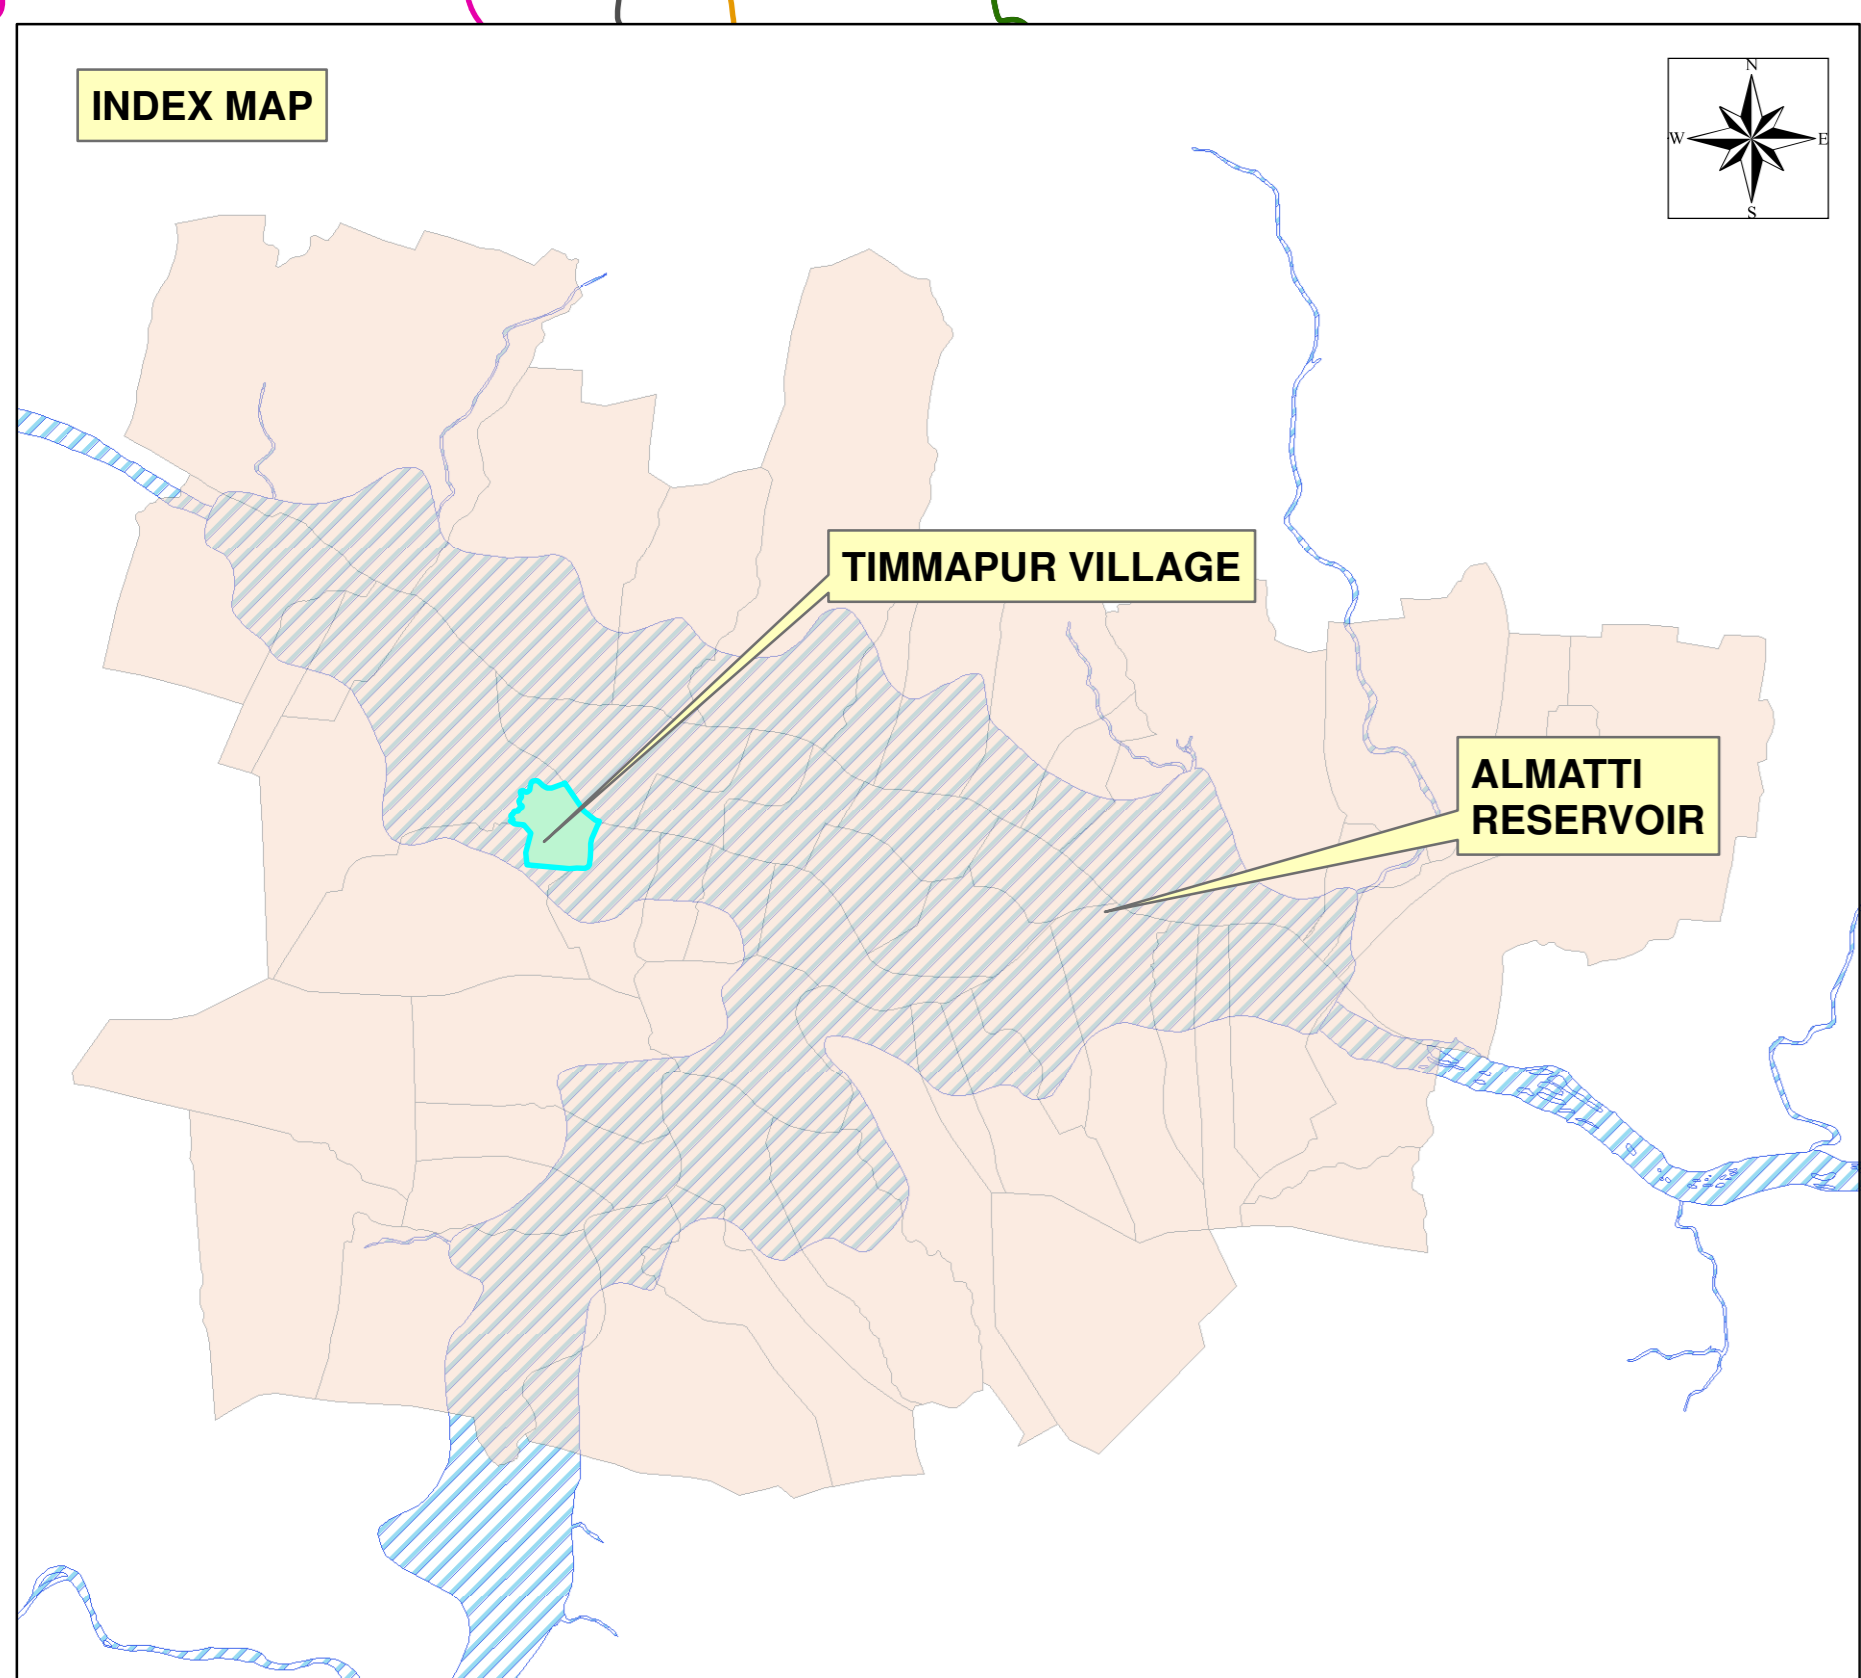 INDEX MAP
N
W
E
S
TIMMAPUR VILLAGE
ALMATTI
RESERVOIR